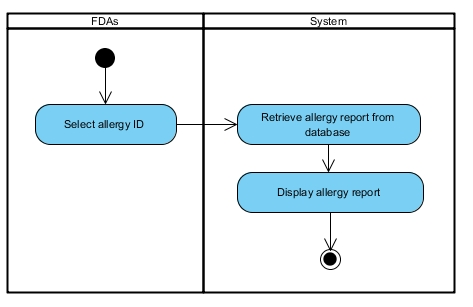 FDAs
System
Select allergy ID
Retrieve allergy report from
database
Display allergy report